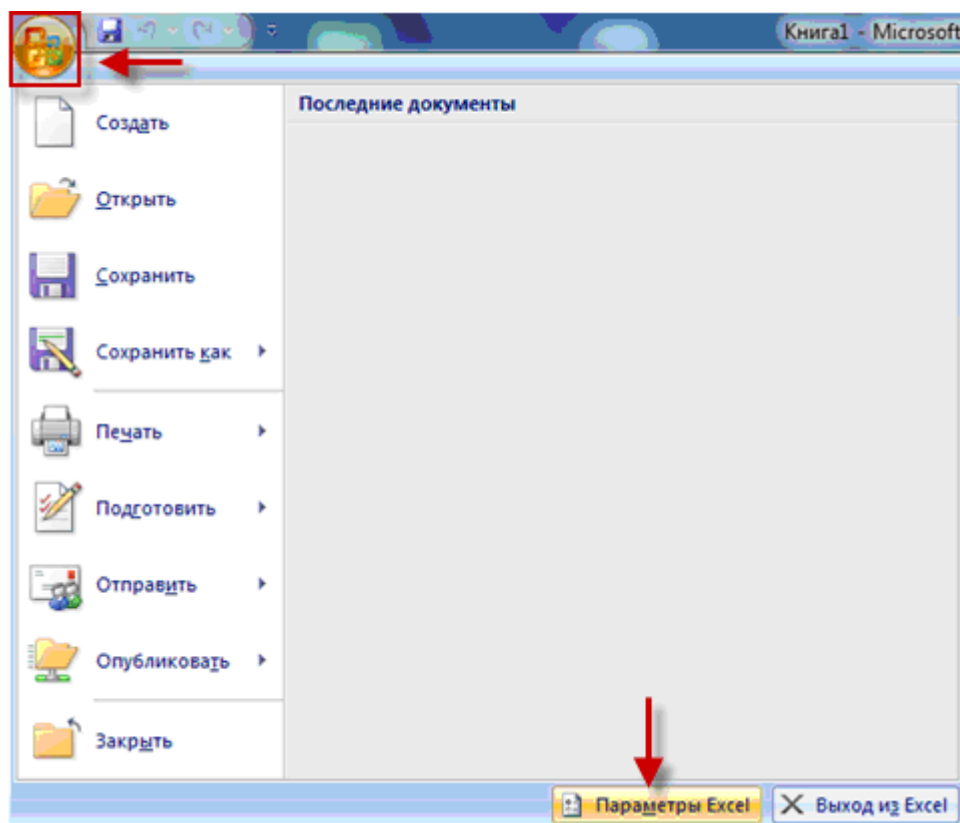 Книга1 - Microsoft
Последние документы
Создать
Открыть
Сохранить
Сохранить как
Печать
Подготовить
Отправить
Опубликовать
Закрыть
Параметры Excel
Выход из Excel